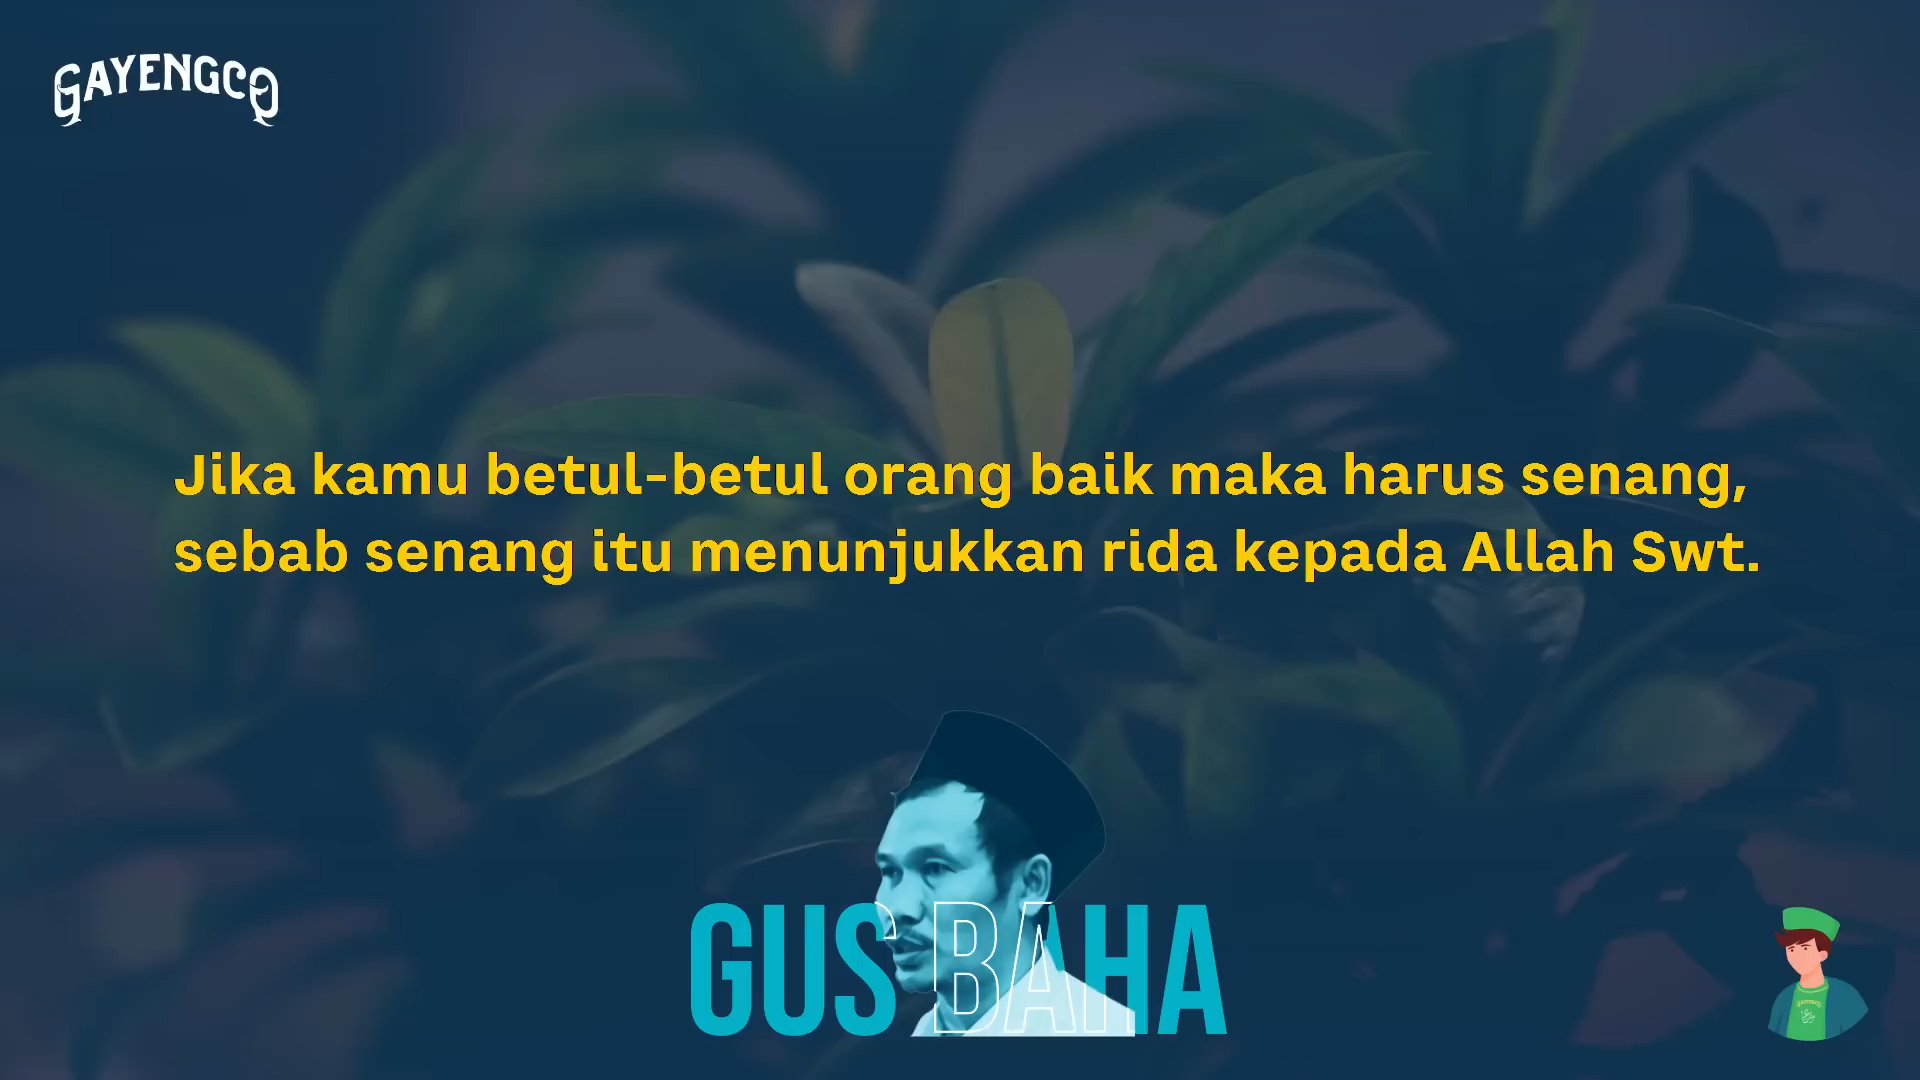 GAYENGCO
Jika kamu betul-betul orang baik maka harus senang,
sebab senang itu menunjukkan rida kepada Allah Swt.
GUS BAHA